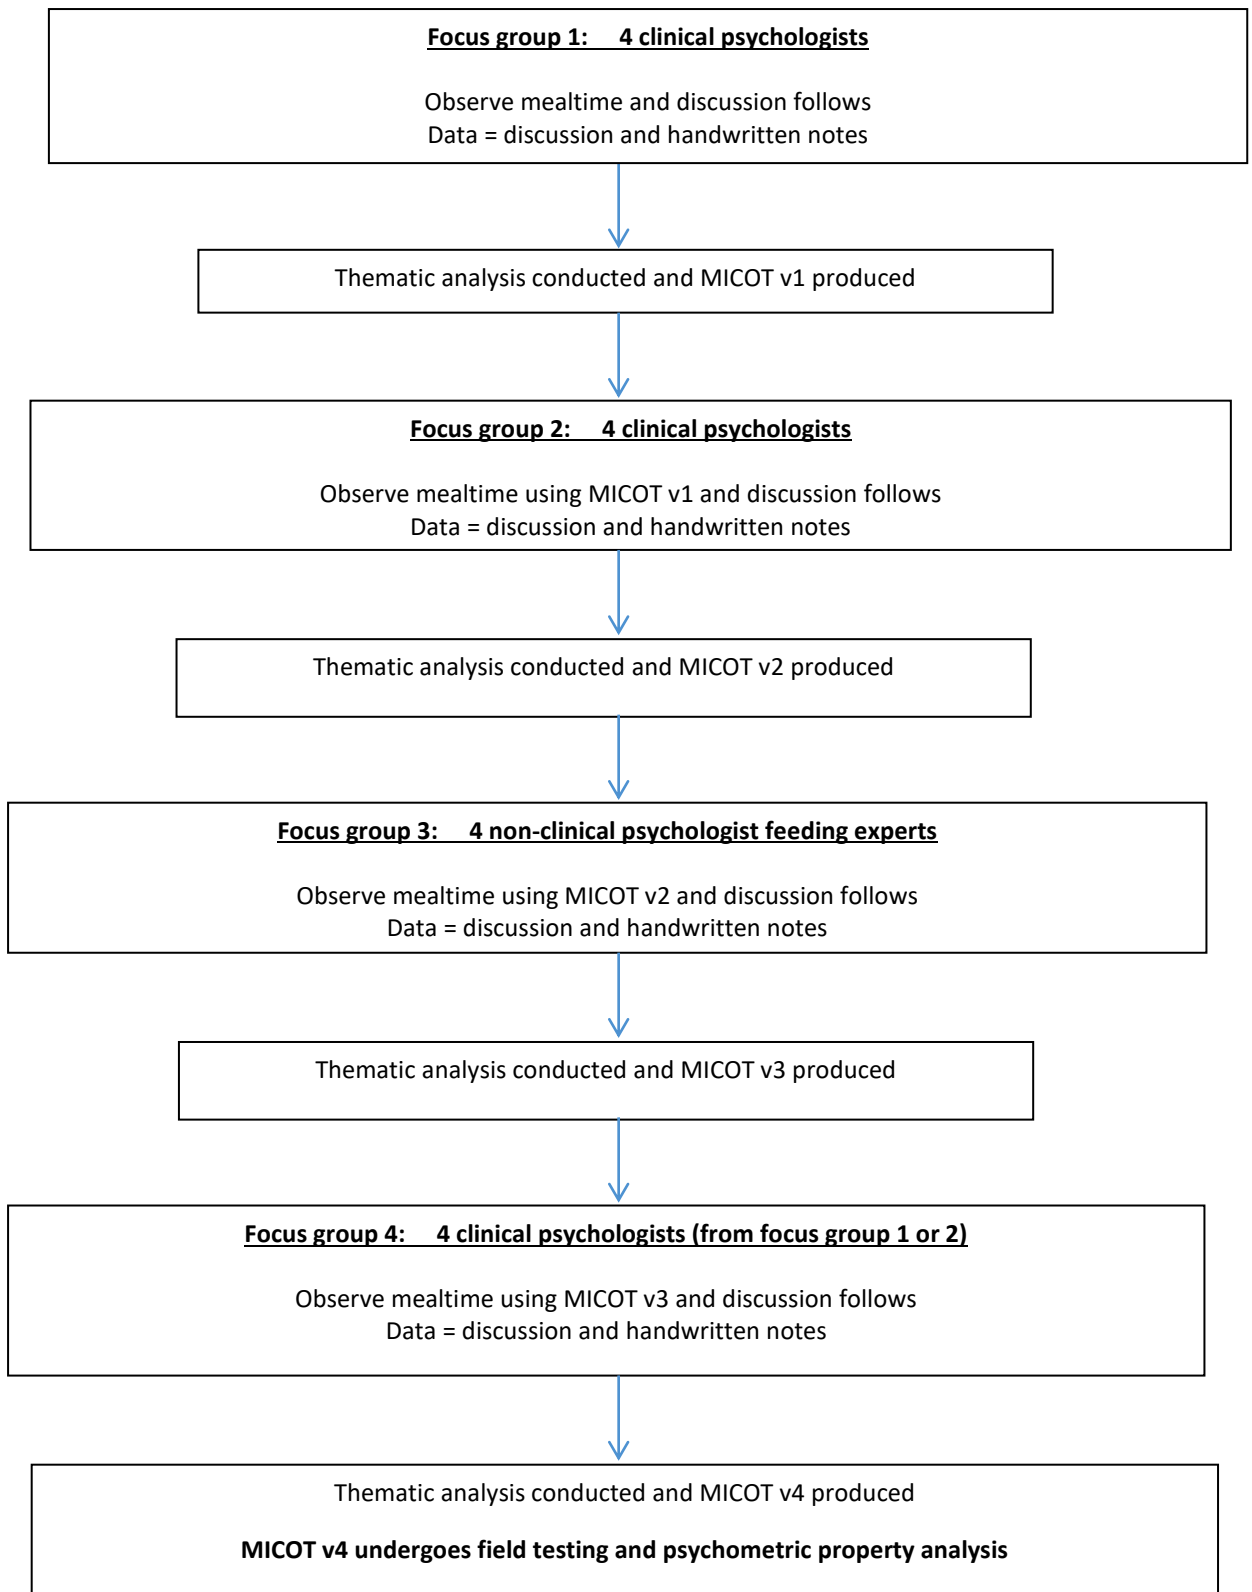 Focus group 1: 4 clinical psychologists
Observe mealtime and discussion follows
Data = discussion and handwritten notes
Thematic analysis conducted and MICOT v1 produced
Focus group 2: 4 clinical psychologists
Observe mealtime using MICOT v1 and discussion follows
Data = discussion and handwritten notes
Thematic analysis conducted and MICOT v2 produced
Focus group 3: 4 non-clinical psychologist feeding experts
Observe mealtime using MICOT v2 and discussion follows
Data = discussion and handwritten notes
Thematic analysis conducted and MICOT v3 produced
Focus group 4: 4 clinical psychologists (from focus group 1 or 2)
Observe mealtime using MICOT v3 and discussion follows
Data = discussion and handwritten notes
Thematic analysis conducted and MICOT v4 produced
MICOT v4 undergoes field testing and psychometric property analysis